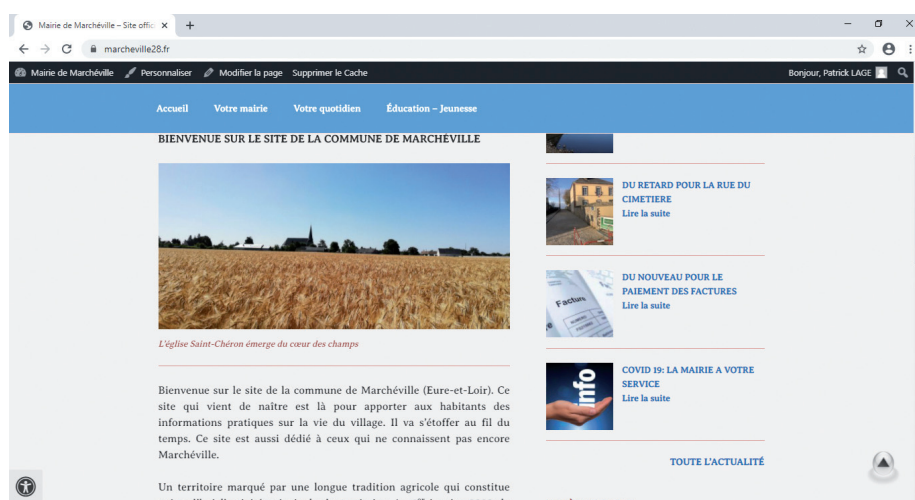 Mairie de Marchéville – Site offic
marcheville28.fr
Mairie de Marchéville Personnaliser Modifier la page Supprimer le Cache Bonjour, Patrick LAGE
Accueil Votre mairie Votre quotidien Éducation – Jeunesse
BIENVENUE SUR LE SITE DE LA COMMUNE DE MARCHÉVILLE
L'église Saint-Chéron émerge du cœur des champs
Bienvenue sur le site de la commune de Marchéville (Eure-et-Loir). Ce
site qui vient de naître est là pour apporter aux habitants des
informations pratiques sur la vie du village. Il va s'étoffer au fil du
temps. Ce site est aussi dédié à ceux qui ne connaissent pas encore
Marchéville.
Un territoire marqué par une longue tradition agricole qui constitue
DU RETARD POUR LA RUE DU
CIMETIERE
Lire la suite
Facture
DU NOUVEAU POUR LE
PAIEMENT DES FACTURES
Lire la suite
info
COVID 19: LA MAIRIE A VOTRE
SERVICE
Lire la suite
TOUTE L'ACTUALITÉ